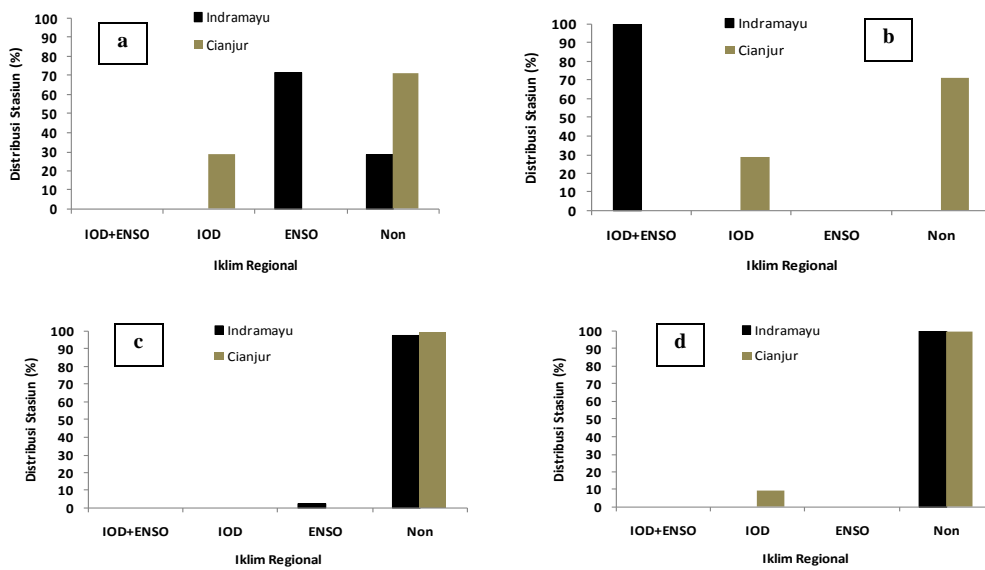 Indramayu
Cianjur
a
Distribusi Stasiun (%)
100
90
80
70
60
50
40
30
20
10
0
IOD+ENSO IOD ENSO Non
Iklim Regional
Indramayu
Cianjur
b
Distribusi Stasiun (%)
100
90
80
70
60
50
40
30
20
10
0
IOD+ENSO IOD ENSO Non
Iklim Regional
Indramayu
Cianjur
c
Distribusi Stasiun (%)
100
90
80
70
60
50
40
30
20
10
0
IOD+ENSO IOD ENSO Non
Iklim Regional
Indramayu
Cianjur
d
Distribusi Stasiun (%)
100
90
80
70
60
50
40
30
20
10
0
IOD+ENSO IOD ENSO Non
Iklim Regional